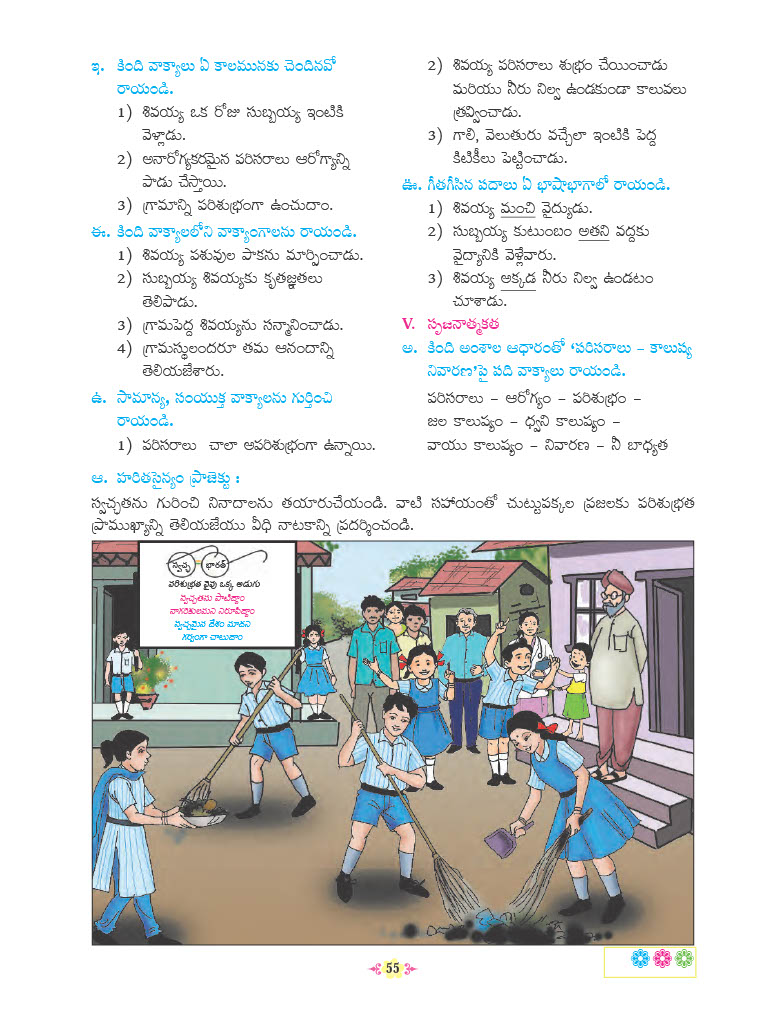 ఇ. కింది వాక్యాలు ఏ కాలమునకు చెందినవో
రాయండి.
1) శివయ్య ఒక రోజు సుబ్బయ్య ఇంటికి
వెళ్లాడు.
2) అనారోగ్యకరమైన పరిసరాలు ఆరోగ్యాన్ని
పాడు చేస్తాయి.
3) గ్రామాన్ని పరిశుభ్రంగా ఉంచుదాం.
ఈ. కింది వాక్యాలలోని వాక్యాంగాలను రాయండి.
1) శివయ్య పశువుల పాకను మార్పించాడు.
2) సుబ్బయ్య శివయ్యకు కృతజ్ఞతలు
తెలిపాడు.
3) గ్రామపెద్ద శివయ్యను సన్మానించాడు.
4) గ్రామస్థులందరూ తమ ఆనందాన్ని
తెలియజేశారు.
ఉ. సామాన్య, సంయుక్త వాక్యాలను గుర్తించి
రాయండి.
1) పరిసరాలు చాలా అపరిశుభ్రంగా ఉన్నాయి.
2) శివయ్య పరిసరాలు శుభ్రం చేయించాడు
మరియు నీరు నిల్వ ఉండకుండా కాలువలు
త్రవ్వించాడు.
3) గాలి, వెలుతురు వచ్చేలా ఇంటికి పెద్ద
కిటికీలు పెట్టించాడు.
ఊ. గీతగీసిన పదాలు ఏ భాషాభాగాలో రాయండి.
1) శివయ్య మంచి వైద్యుడు.
2) సుబ్బయ్య కుటుంబం అతని వద్దకు
వైద్యానికి వెళ్లేవారు.
3) శివయ్య అక్కడ నీరు నిల్వ ఉండటం
చూశాడు.
V. సృజనాత్మకత
అ. కింది అంశాల ఆధారంతో ‘పరిసరాలు – కాలుష్య
నివారణ’పై పది వాక్యాలు రాయండి.
పరిసరాలు – ఆరోగ్యం – పరిశుభ్రం –
జల కాలుష్యం – ధ్వని కాలుష్యం –
వాయు కాలుష్యం – నివారణ – నీ బాధ్యత
ఆ. హరితసైన్యం ప్రాజెక్టు :
స్వచ్ఛతను గురించి నినాదాలను తయారుచేయండి. వాటి సహాయంతో చుట్టుపక్కల ప్రజలకు పరిశుభ్రత
ప్రాముఖ్యాన్ని తెలియజేయు వీధి నాటకాన్ని ప్రదర్శించండి.
స్వచ్ఛ భారత్
పరిశుభ్రత వైపు ఒక్క అడుగు
స్వచ్ఛతను పాటిద్దాం
నాగరికులమని నిరూపిద్దాం
స్వచ్ఛమైన దేశం మాదని
గర్వంగా చాటుదాం
55